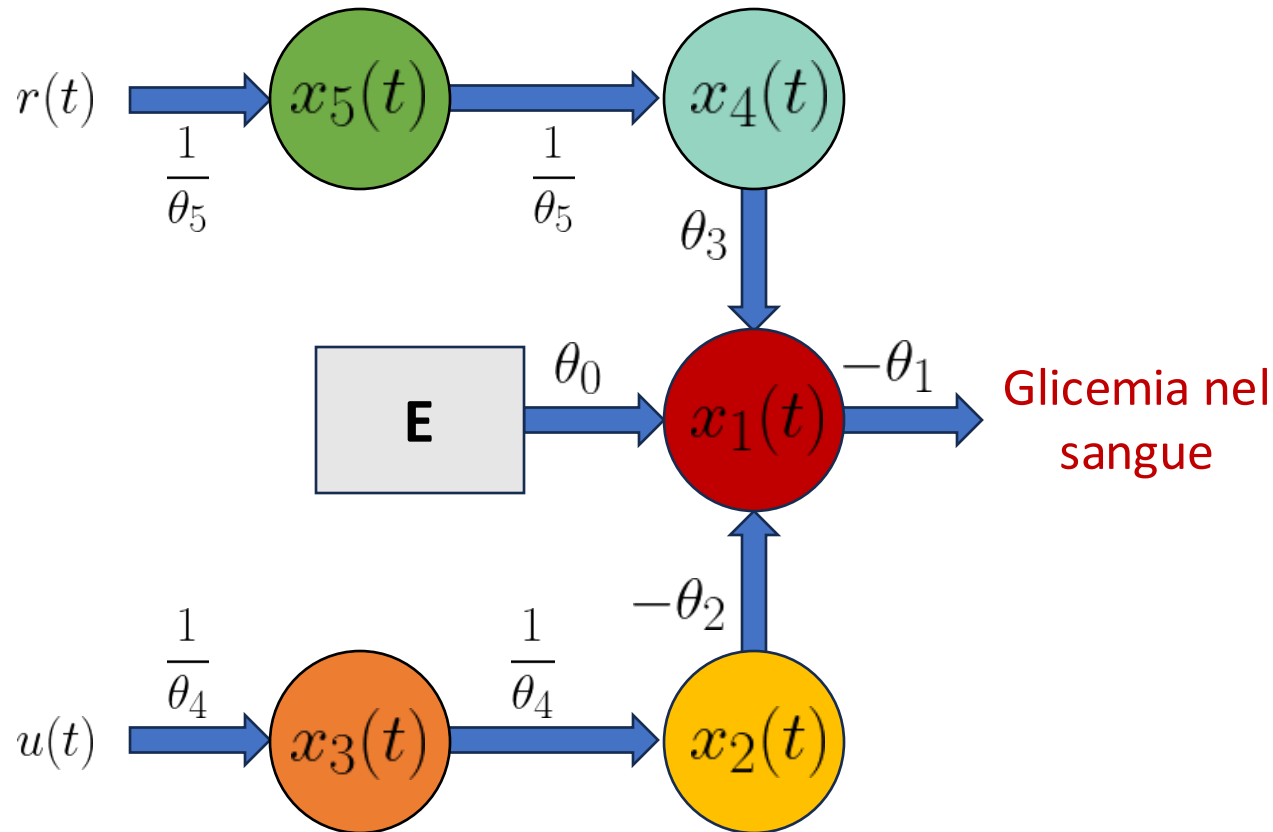 r(t)
1/θ₅
x₅(t)
1/θ₅
x₄(t)
θ₃
E
θ₀
x₁(t)
−θ₁
Glicemia nel
sangue
−θ₂
u(t)
1/θ₄
x₃(t)
1/θ₄
x₂(t)